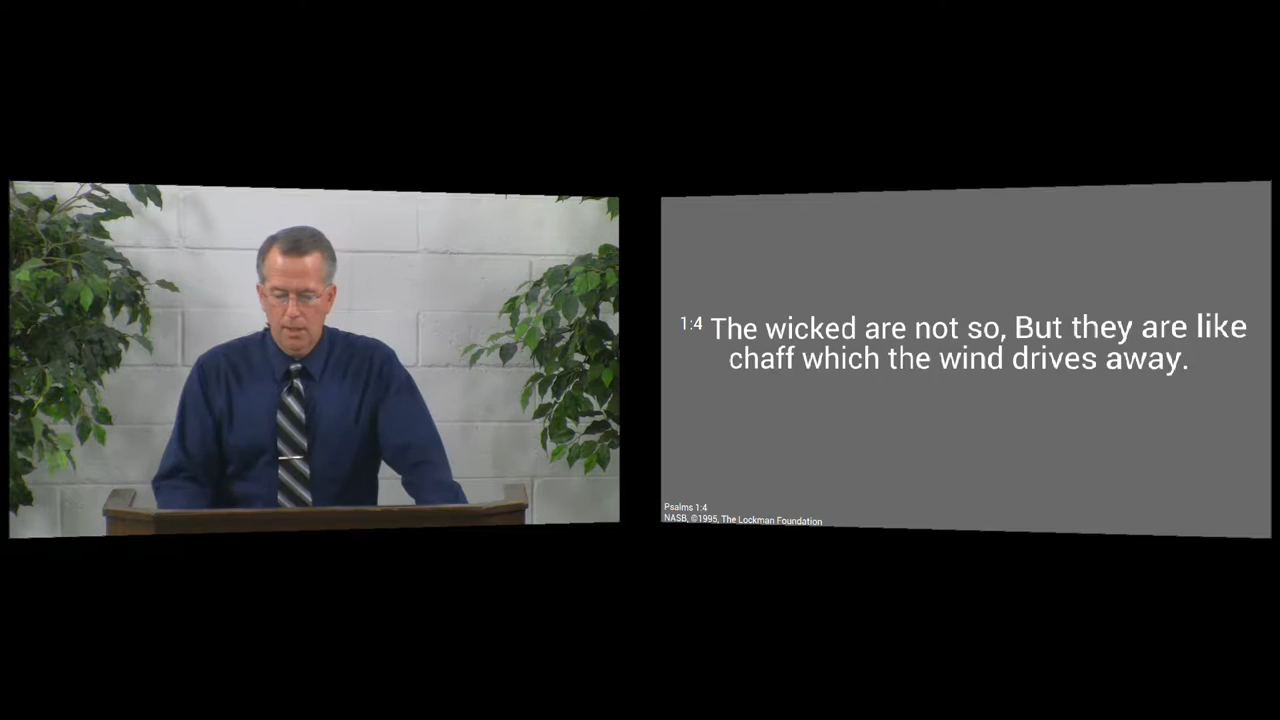 1:4 The wicked are not so, But they are like
chaff which the wind drives away.
Psalms 1:4
NASB, ©1995, The Lockman Foundation